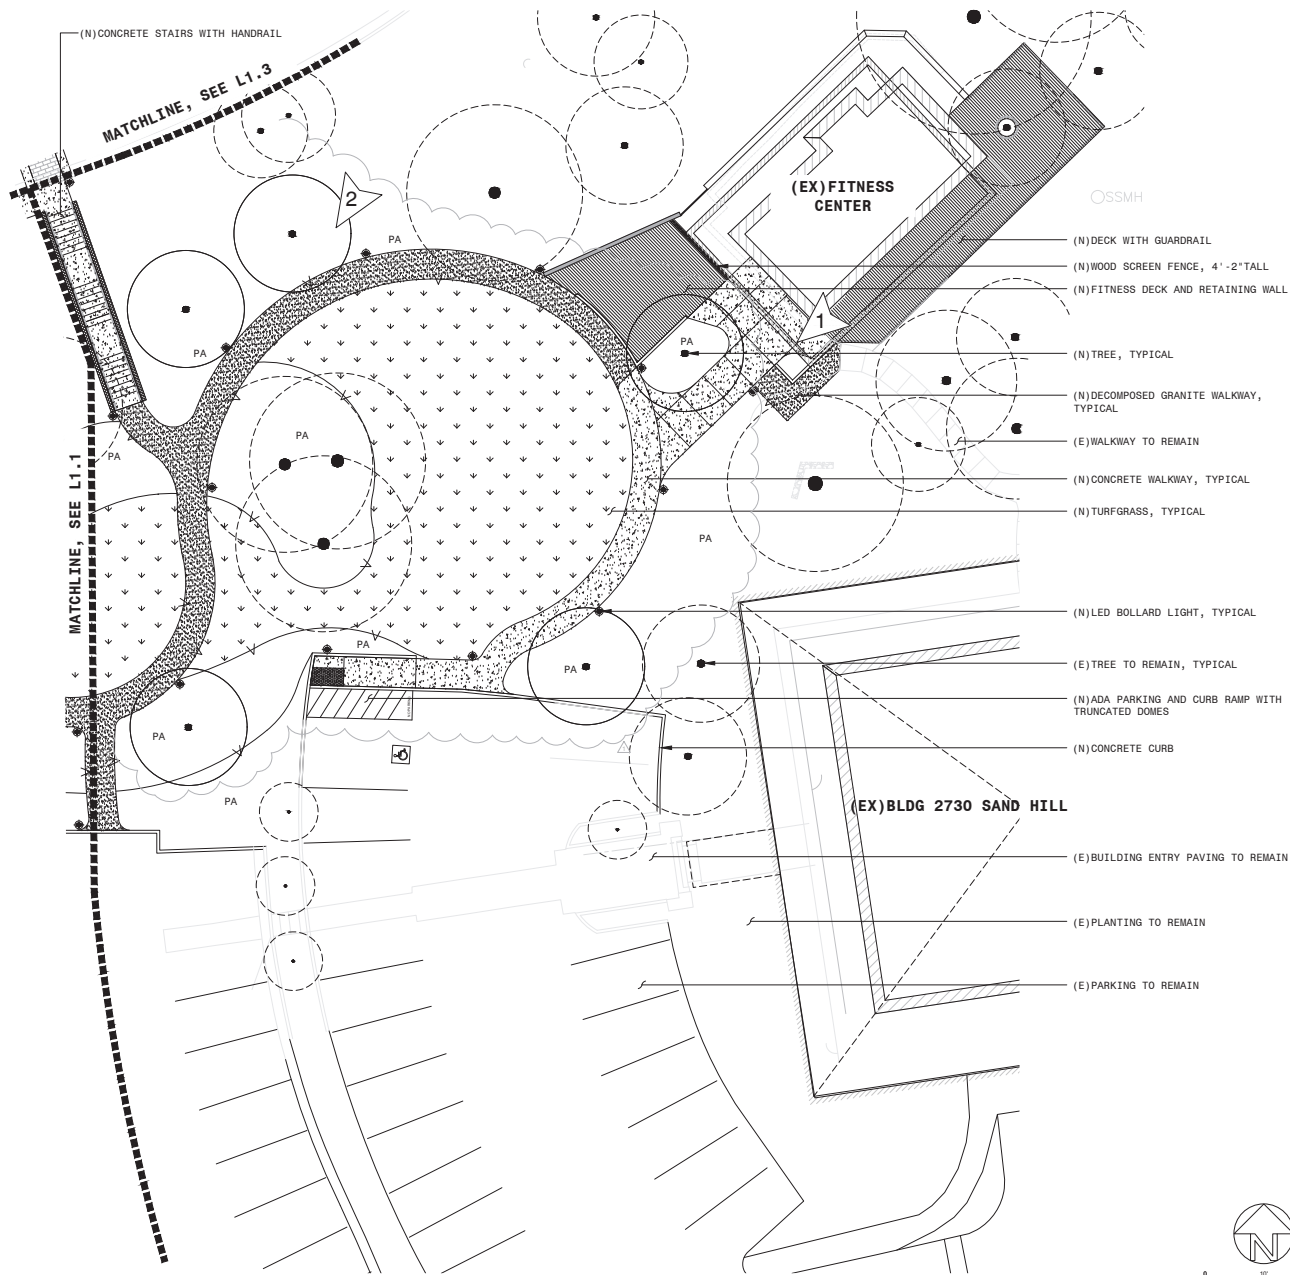 (N)CONCRETE STAIRS WITH HANDRAIL
MATCHLINE, SEE L1.3
2
(EX)FITNESS
CENTER
SSMH
PA
(N)DECK WITH GUARDRAIL
(N)WOOD SCREEN FENCE, 4'-2"TALL
(N)FITNESS DECK AND RETAINING WALL
1
PA
PA
(N)TREE, TYPICAL
(N)DECOMPOSED GRANITE WALKWAY,
TYPICAL
PA
PA
(E)WALKWAY TO REMAIN
(N)CONCRETE WALKWAY, TYPICAL
(N)TURFGRASS, TYPICAL
MATCHLINE, SEE L1.1
PA
(N)LED BOLLARD LIGHT, TYPICAL
PA
PA
(E)TREE TO REMAIN, TYPICAL
(N)ADA PARKING AND CURB RAMP WITH
TRUNCATED DOMES
PA
(N)CONCRETE CURB
PA
(EX)BLDG 2730 SAND HILL
(E)BUILDING ENTRY PAVING TO REMAIN
(E)PLANTING TO REMAIN
(E)PARKING TO REMAIN
N
0
10'